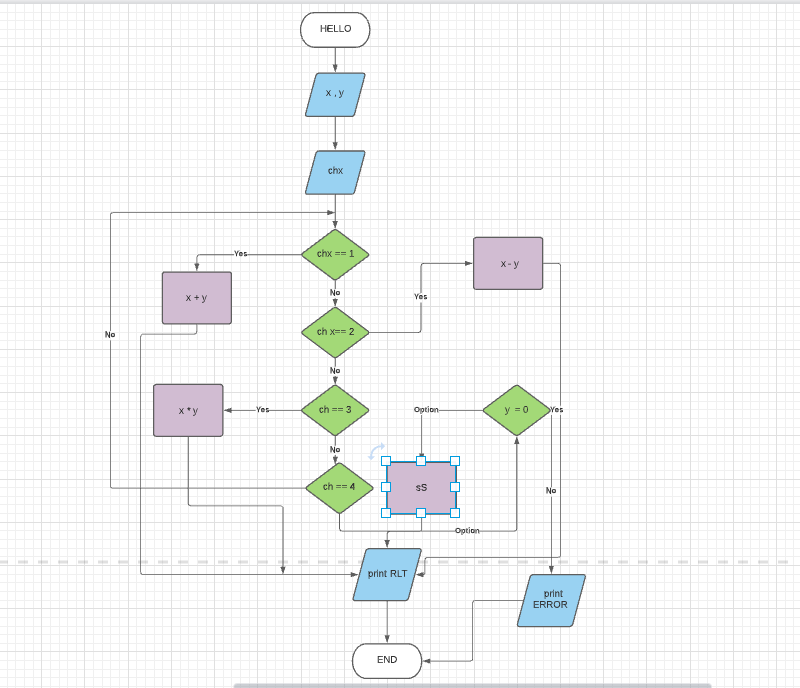 HELLO
x , y
chx
chx == 1
Yes
x - y
x + y
No
Yes
ch x== 2
No
No
x * y
Yes
ch == 3
Option
y = 0
Yes
No
ch == 4
sS
No
Option
print RLT
print
ERROR
END